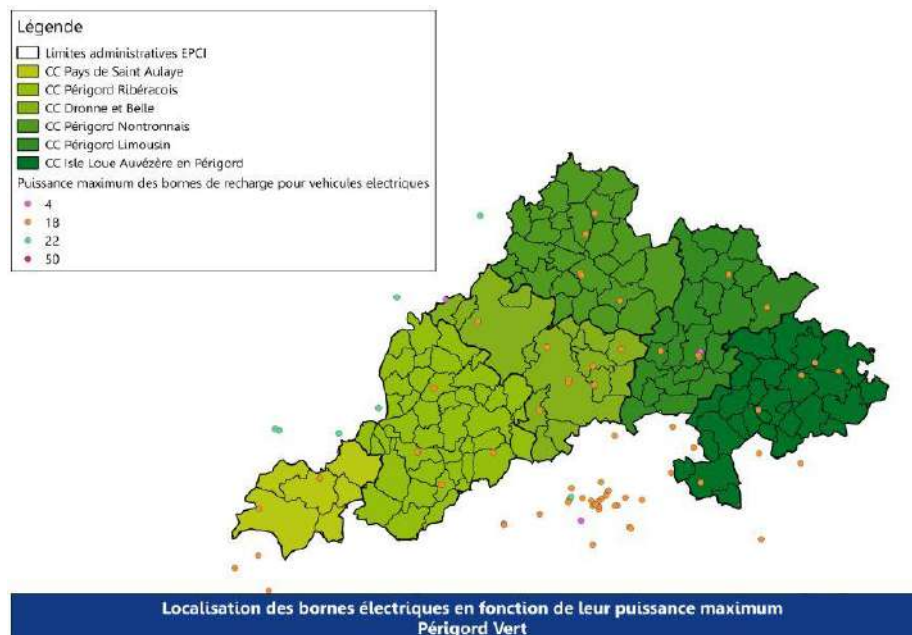 Légende
Limites administratives EPCI
CC Pays de Saint Aulaye
CC Périgord Ribéracois
CC Dronne et Belle
CC Périgord Nontronnais
CC Périgord Limousin
CC Isle Loue Auvézère en Périgord
Puissance maximum des bornes de recharge pour vehicules electriques
4
18
22
50
Localisation des bornes électriques en fonction de leur puissance maximum
Périgord Vert